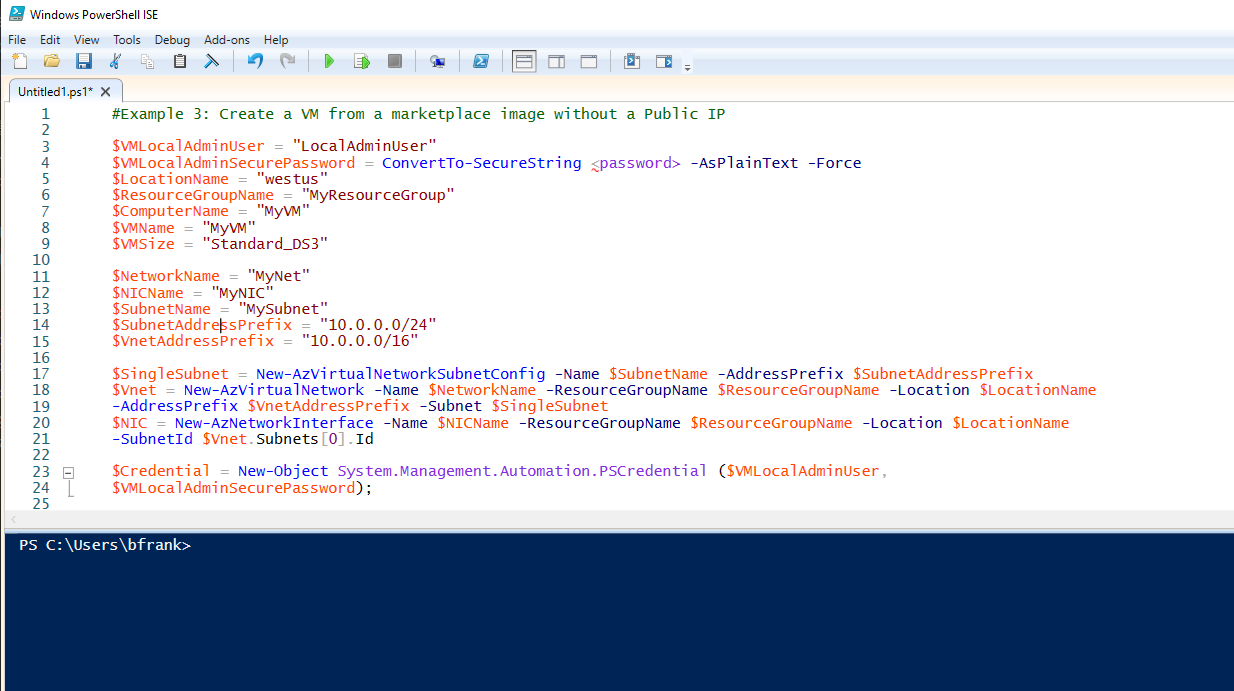 Windows PowerShell ISE
File Edit View Tools Debug Add-ons Help
Untitled1.ps1*
1 #Example 3: Create a VM from a marketplace image without a Public IP
2
3 $VMLocalAdminUser = "LocalAdminUser"
4 $VMLocalAdminSecurePassword = ConvertTo-SecureString <password> -AsPlainText -Force
5 $LocationName = "westus"
6 $ResourceGroupName = "MyResourceGroup"
7 $ComputerName = "MyVM"
8 $VMName = "MyVM"
9 $VMSize = "Standard_DS3"
10
11 $NetworkName = "MyNet"
12 $NICName = "MyNIC"
13 $SubnetName = "MySubnet"
14 $SubnetAddressPrefix = "10.0.0.0/24"
15 $VnetAddressPrefix = "10.0.0.0/16"
16
17 $SingleSubnet = New-AzVirtualNetworkSubnetConfig -Name $SubnetName -AddressPrefix $SubnetAddressPrefix
18 $Vnet = New-AzVirtualNetwork -Name $NetworkName -ResourceGroupName $ResourceGroupName -Location $LocationName
19 -AddressPrefix $VnetAddressPrefix -Subnet $SingleSubnet
20 $NIC = New-AzNetworkInterface -Name $NICName -ResourceGroupName $ResourceGroupName -Location $LocationName
21 -SubnetId $Vnet.Subnets[0].Id
22
23 $Credential = New-Object System.Management.Automation.PSCredential ($VMLocalAdminUser,
24 $VMLocalAdminSecurePassword);
25
PS C:\Users\bfrank>